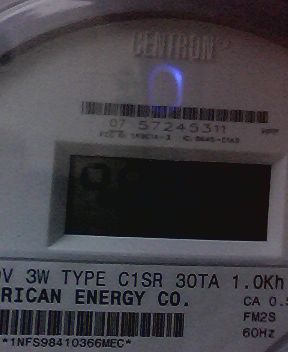 CENTRON
07 57245311
V 3W TYPE C1SR 30TA 1.0Kh
RICAN ENERGY CO. CA 0.5
FM2S
*1NFS98410366MEC* 60Hz